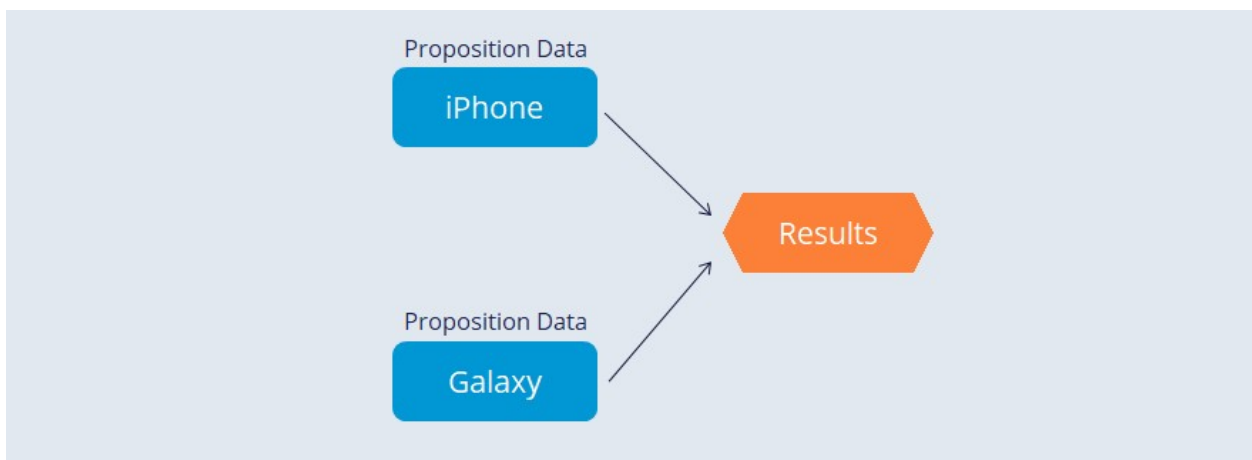 Proposition Data
iPhone
Results
Proposition Data
Galaxy